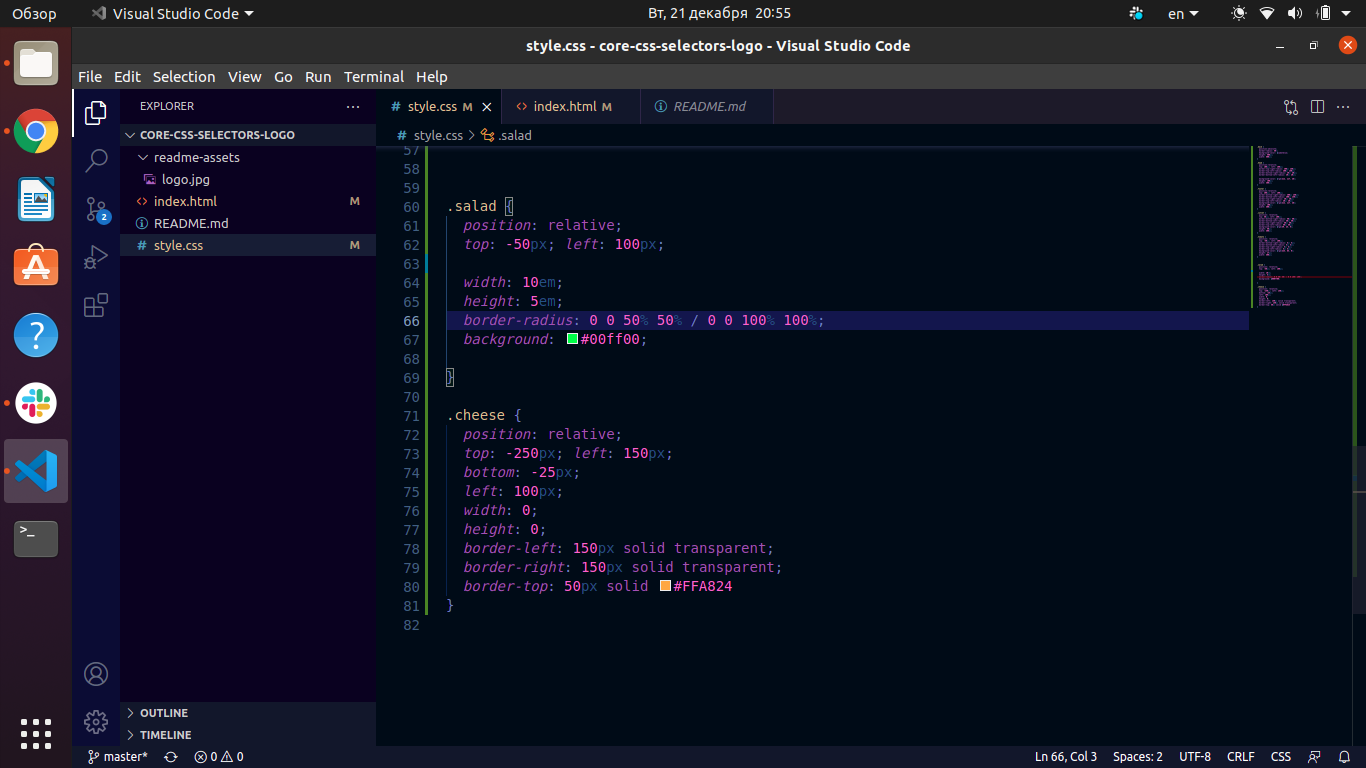 Обзор
Visual Studio Code
Вт, 21 декабря 20:55
en
style.css - core-css-selectors-logo - Visual Studio Code
File Edit Selection View Go Run Terminal Help
EXPLORER
···
# style.css M
<> index.html M
README.md
···
CORE-CSS-SELECTORS-LOGO
# style.css > .salad
readme-assets
logo.jpg
<> index.html M
README.md
# style.css M
2
57
58
59
60 .salad {
61 position: relative;
62 top: -50px; left: 100px;
63
64 width: 10em;
65 height: 5em;
66 border-radius: 0 0 50% 50% / 0 0 100% 100%;
67 background: #00ff00;
68
69 }
70
71 .cheese {
72 position: relative;
73 top: -250px; left: 150px;
74 bottom: -25px;
75 left: 100px;
76 width: 0;
77 height: 0;
78 border-left: 150px solid transparent;
79 border-right: 150px solid transparent;
80 border-top: 50px solid #FFA824
81 }
82
OUTLINE
TIMELINE
master*
0
0
Ln 66, Col 3 Spaces: 2 UTF-8 CRLF CSS